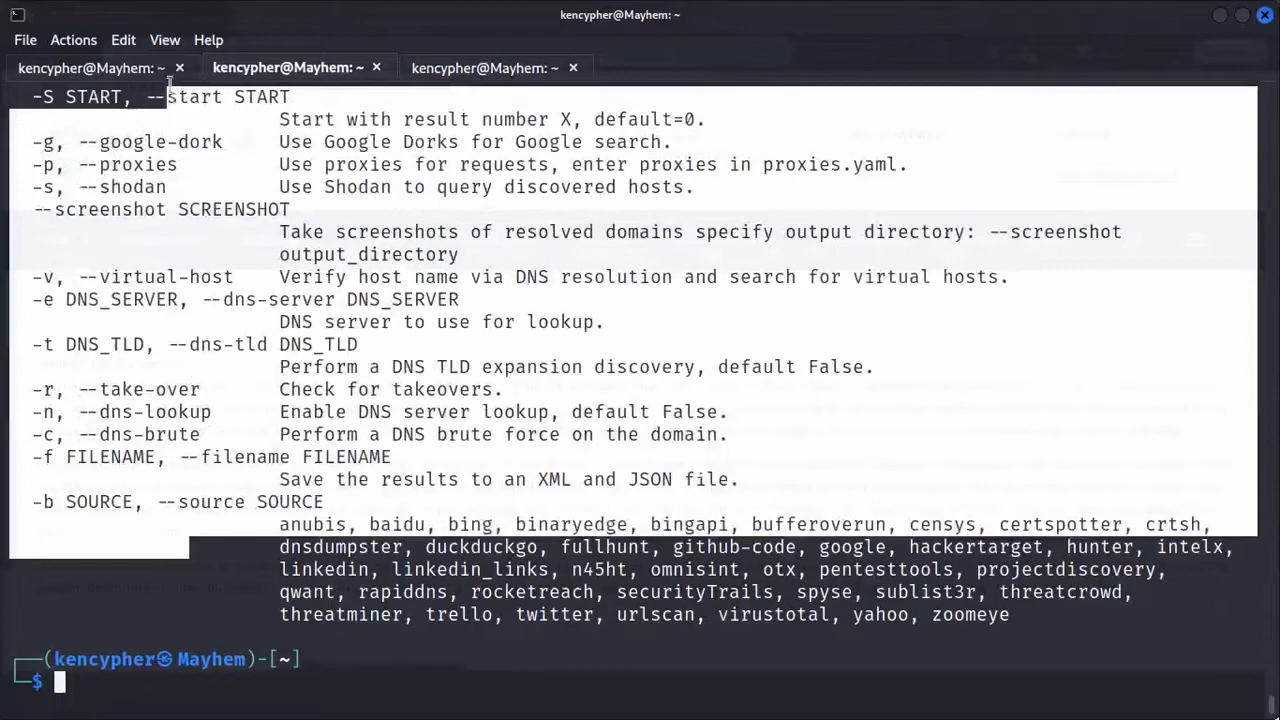 kencypher@Mayhem: ~
File Actions Edit View Help
kencypher@Mayhem: ~ × kencypher@Mayhem: ~ × kencypher@Mayhem: ~ ×
-S START, --start START
Start with result number X, default=0.
-g, --google-dork Use Google Dorks for Google search.
-p, --proxies Use proxies for requests, enter proxies in proxies.yaml.
-s, --shodan Use Shodan to query discovered hosts.
--screenshot SCREENSHOT
Take screenshots of resolved domains specify output directory: --screenshot
output_directory
-v, --virtual-host Verify host name via DNS resolution and search for virtual hosts.
-e DNS_SERVER, --dns-server DNS_SERVER
DNS server to use for lookup.
-t DNS_TLD, --dns-tld DNS_TLD
Perform a DNS TLD expansion discovery, default False.
-r, --take-over Check for takeovers.
-n, --dns-lookup Enable DNS server lookup, default False.
-c, --dns-brute Perform a DNS brute force on the domain.
-f FILENAME, --filename FILENAME
Save the results to an XML and JSON file.
-b SOURCE, --source SOURCE
anubis, baidu, bing, binaryedge, bingapi, bufferoverun, censys, certspotter, crtsh,
dnsdumpster, duckduckgo, fullhunt, github-code, google, hackertarget, hunter, intelx,
linkedin, linkedin_links, n45ht, omnisint, otx, pentesttools, projectdiscovery,
qwant, rapiddns, rocketreach, securityTrails, spyse, sublist3r, threatcrowd,
threatminer, trello, twitter, urlscan, virustotal, yahoo, zoomeye
┌──(kencypher㉿Mayhem)-[~]
└─$